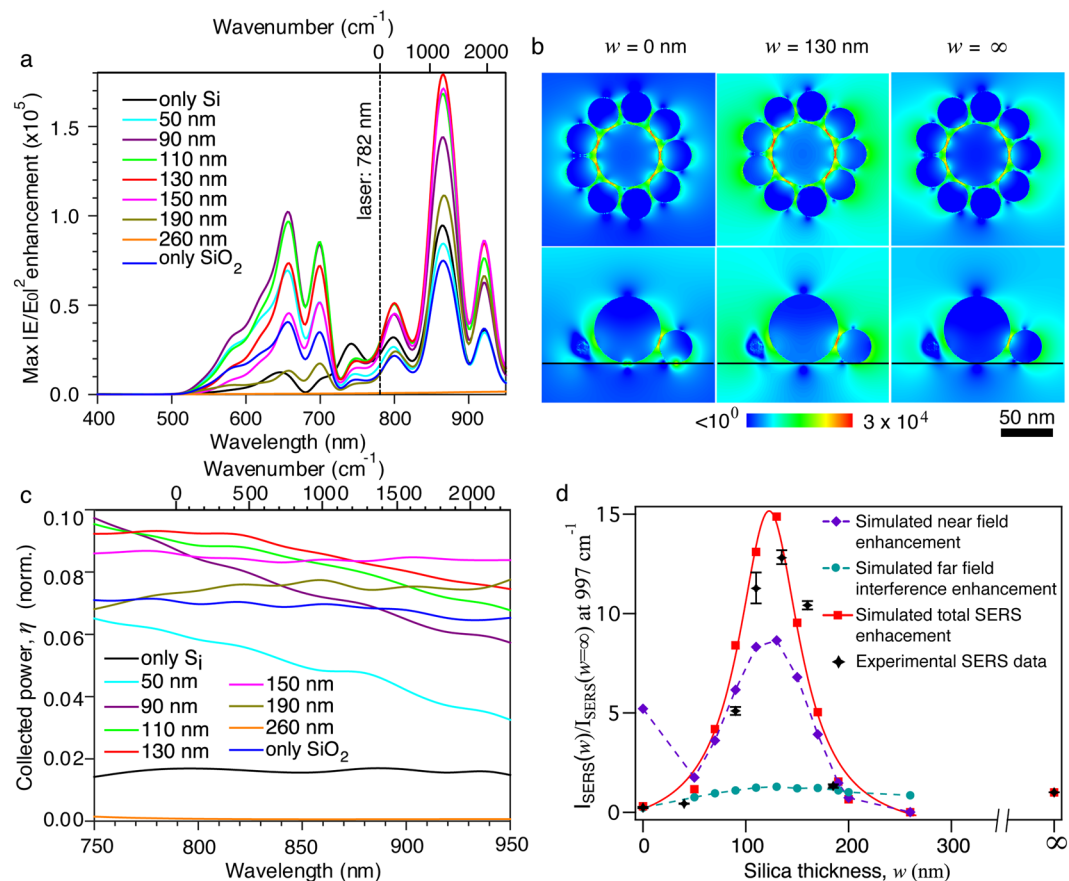 a
Wavenumber (cm-1)
0 1200 2000
Max |E/E0|2 enhancement (x105)
1.5
1.0
0.5
0.0
only Si
50 nm
90 nm
110 nm
130 nm
150 nm
190 nm
260 nm
only SiO2
laser: 782 nm
400 500 600 700 800 900
Wavelength (nm)
b
w = 0 nm w = 130 nm w = ∞
<10^0 3 x 10^4
50 nm
c
Wavenumber (cm-1)
0 500 1000 1500 2000
Collected power, η (norm.)
0.10
0.08
0.06
0.04
0.02
0.00
only Si
50 nm
90 nm
110 nm
130 nm
150 nm
190 nm
260 nm
only SiO2
750 800 850 900 950
Wavelength (nm)
d
ISERS(w)/ISERS(w=∞) at 997 cm-1
15
10
5
0
Simulated near field
enhancement
Simulated far field
interference enhancement
Simulated total SERS
enhacement
Experimental SERS data
0 100 200 300 ∞
Silica thickness, w (nm)